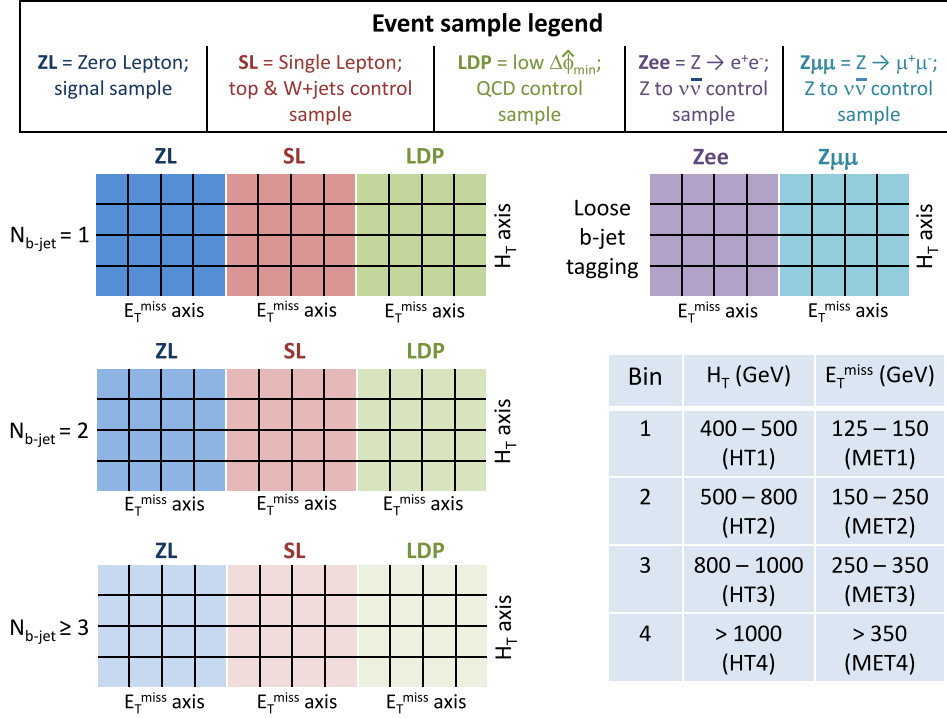 Event sample legend
ZL = Zero Lepton;
signal sample
SL = Single Lepton;
top & W+jets control
sample
LDP = low Δϕ̂min;
QCD control
sample
Zee = Z → e+e-;
Z to νν̅ control
sample
Zμμ = Z → μ+μ-;
Z to νν̅ control
sample
ZL SL LDP
Nb-jet = 1
HT axis
ETmiss axis ETmiss axis ETmiss axis
Zee Zμμ
Loose
b-jet
tagging
HT axis
ETmiss axis ETmiss axis
ZL SL LDP
Nb-jet = 2
HT axis
ETmiss axis ETmiss axis ETmiss axis
ZL SL LDP
Nb-jet ≥ 3
HT axis
ETmiss axis ETmiss axis ETmiss axis
Bin HT (GeV) ETmiss (GeV)
1 400 – 500 125 – 150
(HT1) (MET1)
2 500 – 800 150 – 250
(HT2) (MET2)
3 800 – 1000 250 – 350
(HT3) (MET3)
4 > 1000 > 350
(HT4) (MET4)